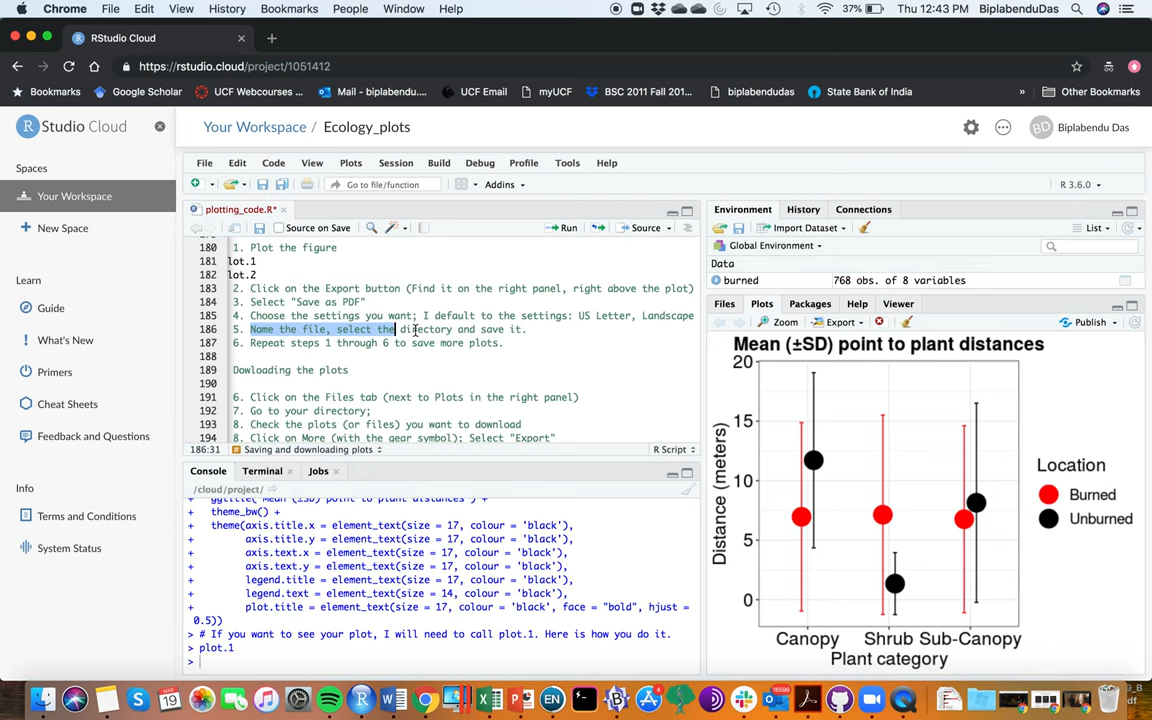 Chrome File Edit View History Bookmarks People Window Help 37% Thu 12:43 PM BiplabenduDas
RStudio Cloud
https://rstudio.cloud/project/1051412
Bookmarks Google Scholar UCF Webcourses ... Mail - biplabendu.... UCF Email myUCF BSC 2011 Fall 201... biplabendudas State Bank of India » Other Bookmarks
R Studio Cloud
Your Workspace / Ecology_plots
BD Biplabendu Das
Spaces
Your Workspace
New Space
Learn
Guide
What's New
Primers
Cheat Sheets
Feedback and Questions
Info
Terms and Conditions
System Status
File Edit Code View Plots Session Build Debug Profile Tools Help
Go to file/function Addins R 3.6.0
plotting_code.R*
Source on Save Run Source
180 1. Plot the figure
181 lot.1
182 lot.2
183 2. Click on the Export button (Find it on the right panel, right above the plot)
184 3. Select "Save as PDF"
185 4. Choose the settings you want; I default to the settings: US Letter, Landscape
186 5. Name the file, select the directory and save it.
187 6. Repeat steps 1 through 6 to save more plots.
188
189 Dowloading the plots
190
191 6. Click on the Files tab (next to Plots in the right panel)
192 7. Go to your directory;
193 8. Check the plots (or files) you want to download
194 8. Click on More (with the gear symbol); Select "Export"
186:31 # Saving and downloading plots R Script
Console Terminal Jobs
/cloud/project/
+ ggtitle("Mean (±SD) point to plant distances") +
+ theme_bw() +
+ theme(axis.title.x = element_text(size = 17, colour = 'black'),
+ axis.title.y = element_text(size = 17, colour = 'black'),
+ axis.text.x = element_text(size = 17, colour = 'black'),
+ axis.text.y = element_text(size = 17, colour = 'black'),
+ legend.title = element_text(size = 17, colour = 'black'),
+ legend.text = element_text(size = 14, colour = 'black'),
+ plot.title = element_text(size = 17, colour = 'black', face = "bold", hjust =
0.5))
> # If you want to see your plot, I will need to call plot.1. Here is how you do it.
> plot.1
>
Environment History Connections
Import Dataset List
Global Environment
Data
burned 768 obs. of 8 variables
Files Plots Packages Help Viewer
Zoom Export Publish
Mean (±SD) point to plant distances
20
15
10
5
0
Distance (meters)
Canopy Shrub Sub-Canopy
Plant category
Location
Burned
Unburned
MAR
19
EN
4
16596